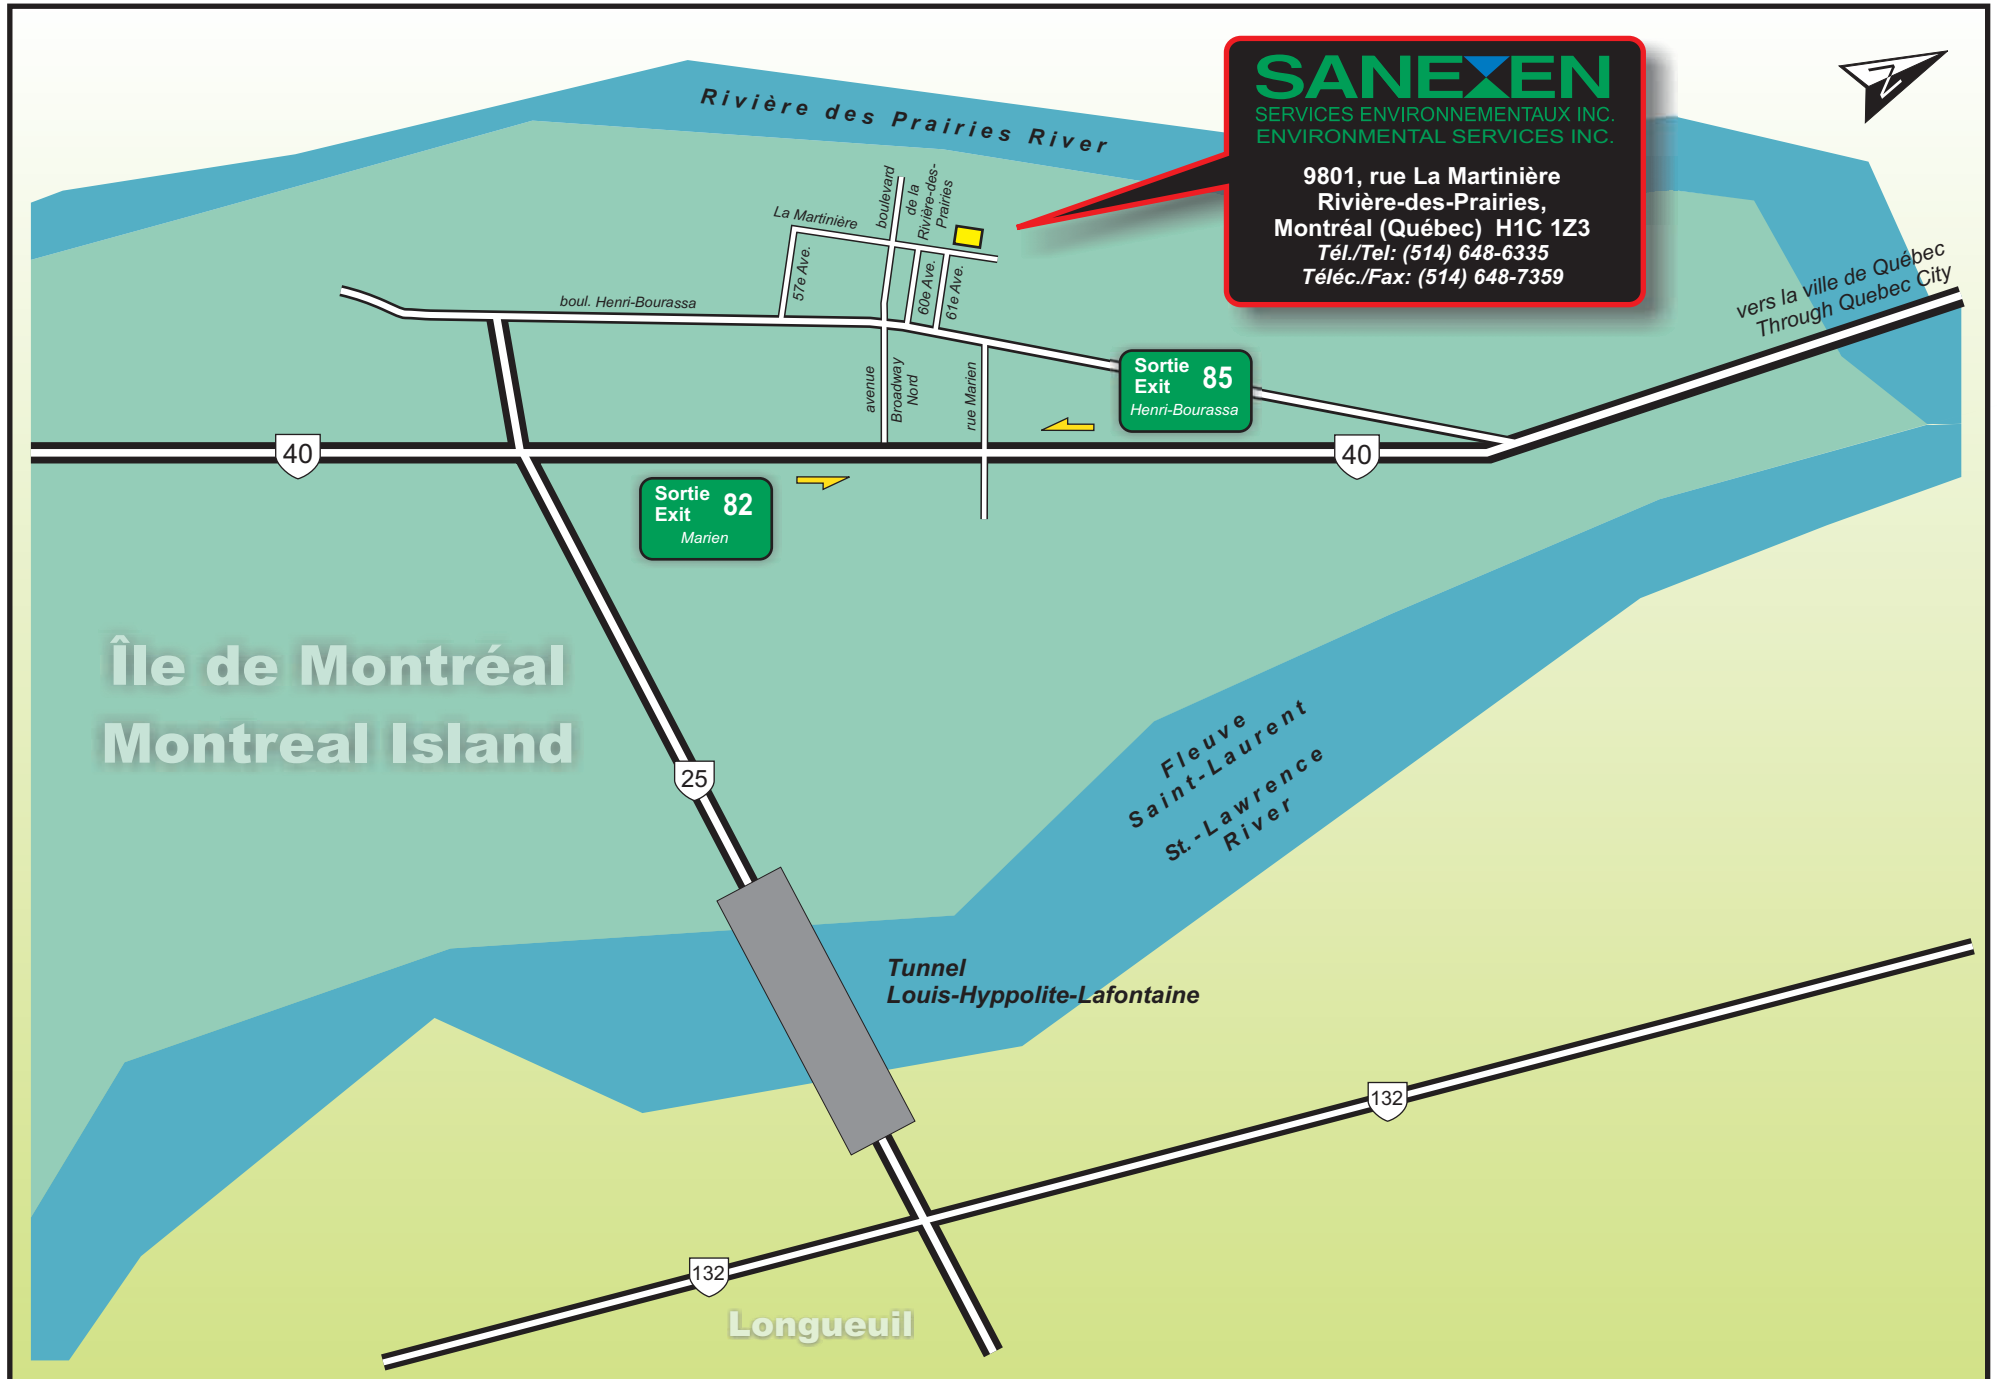 Rivière des Prairies River
SANEXEN
SERVICES ENVIRONNEMENTAUX INC.
ENVIRONMENTAL SERVICES INC.
9801, rue La Martinière
Rivière-des-Prairies,
Montréal (Québec) H1C 1Z3
Tél./Tel: (514) 648-6335
Téléc./Fax: (514) 648-7359
N
La Martinière
boulevard
de la
Rivière-des-
Prairies
57e Ave.
60e Ave.
61e Ave.
boul. Henri-Bourassa
vers la ville de Québec
Through Quebec City
avenue
Broadway
Nord
rue Marien
Sortie
Exit 85
Henri-Bourassa
40
40
Sortie
Exit 82
Marien
Île de Montréal
Montreal Island
25
Fleuve
Saint-Laurent
St.-Lawrence
River
Tunnel
Louis-Hyppolite-Lafontaine
132
132
Longueuil